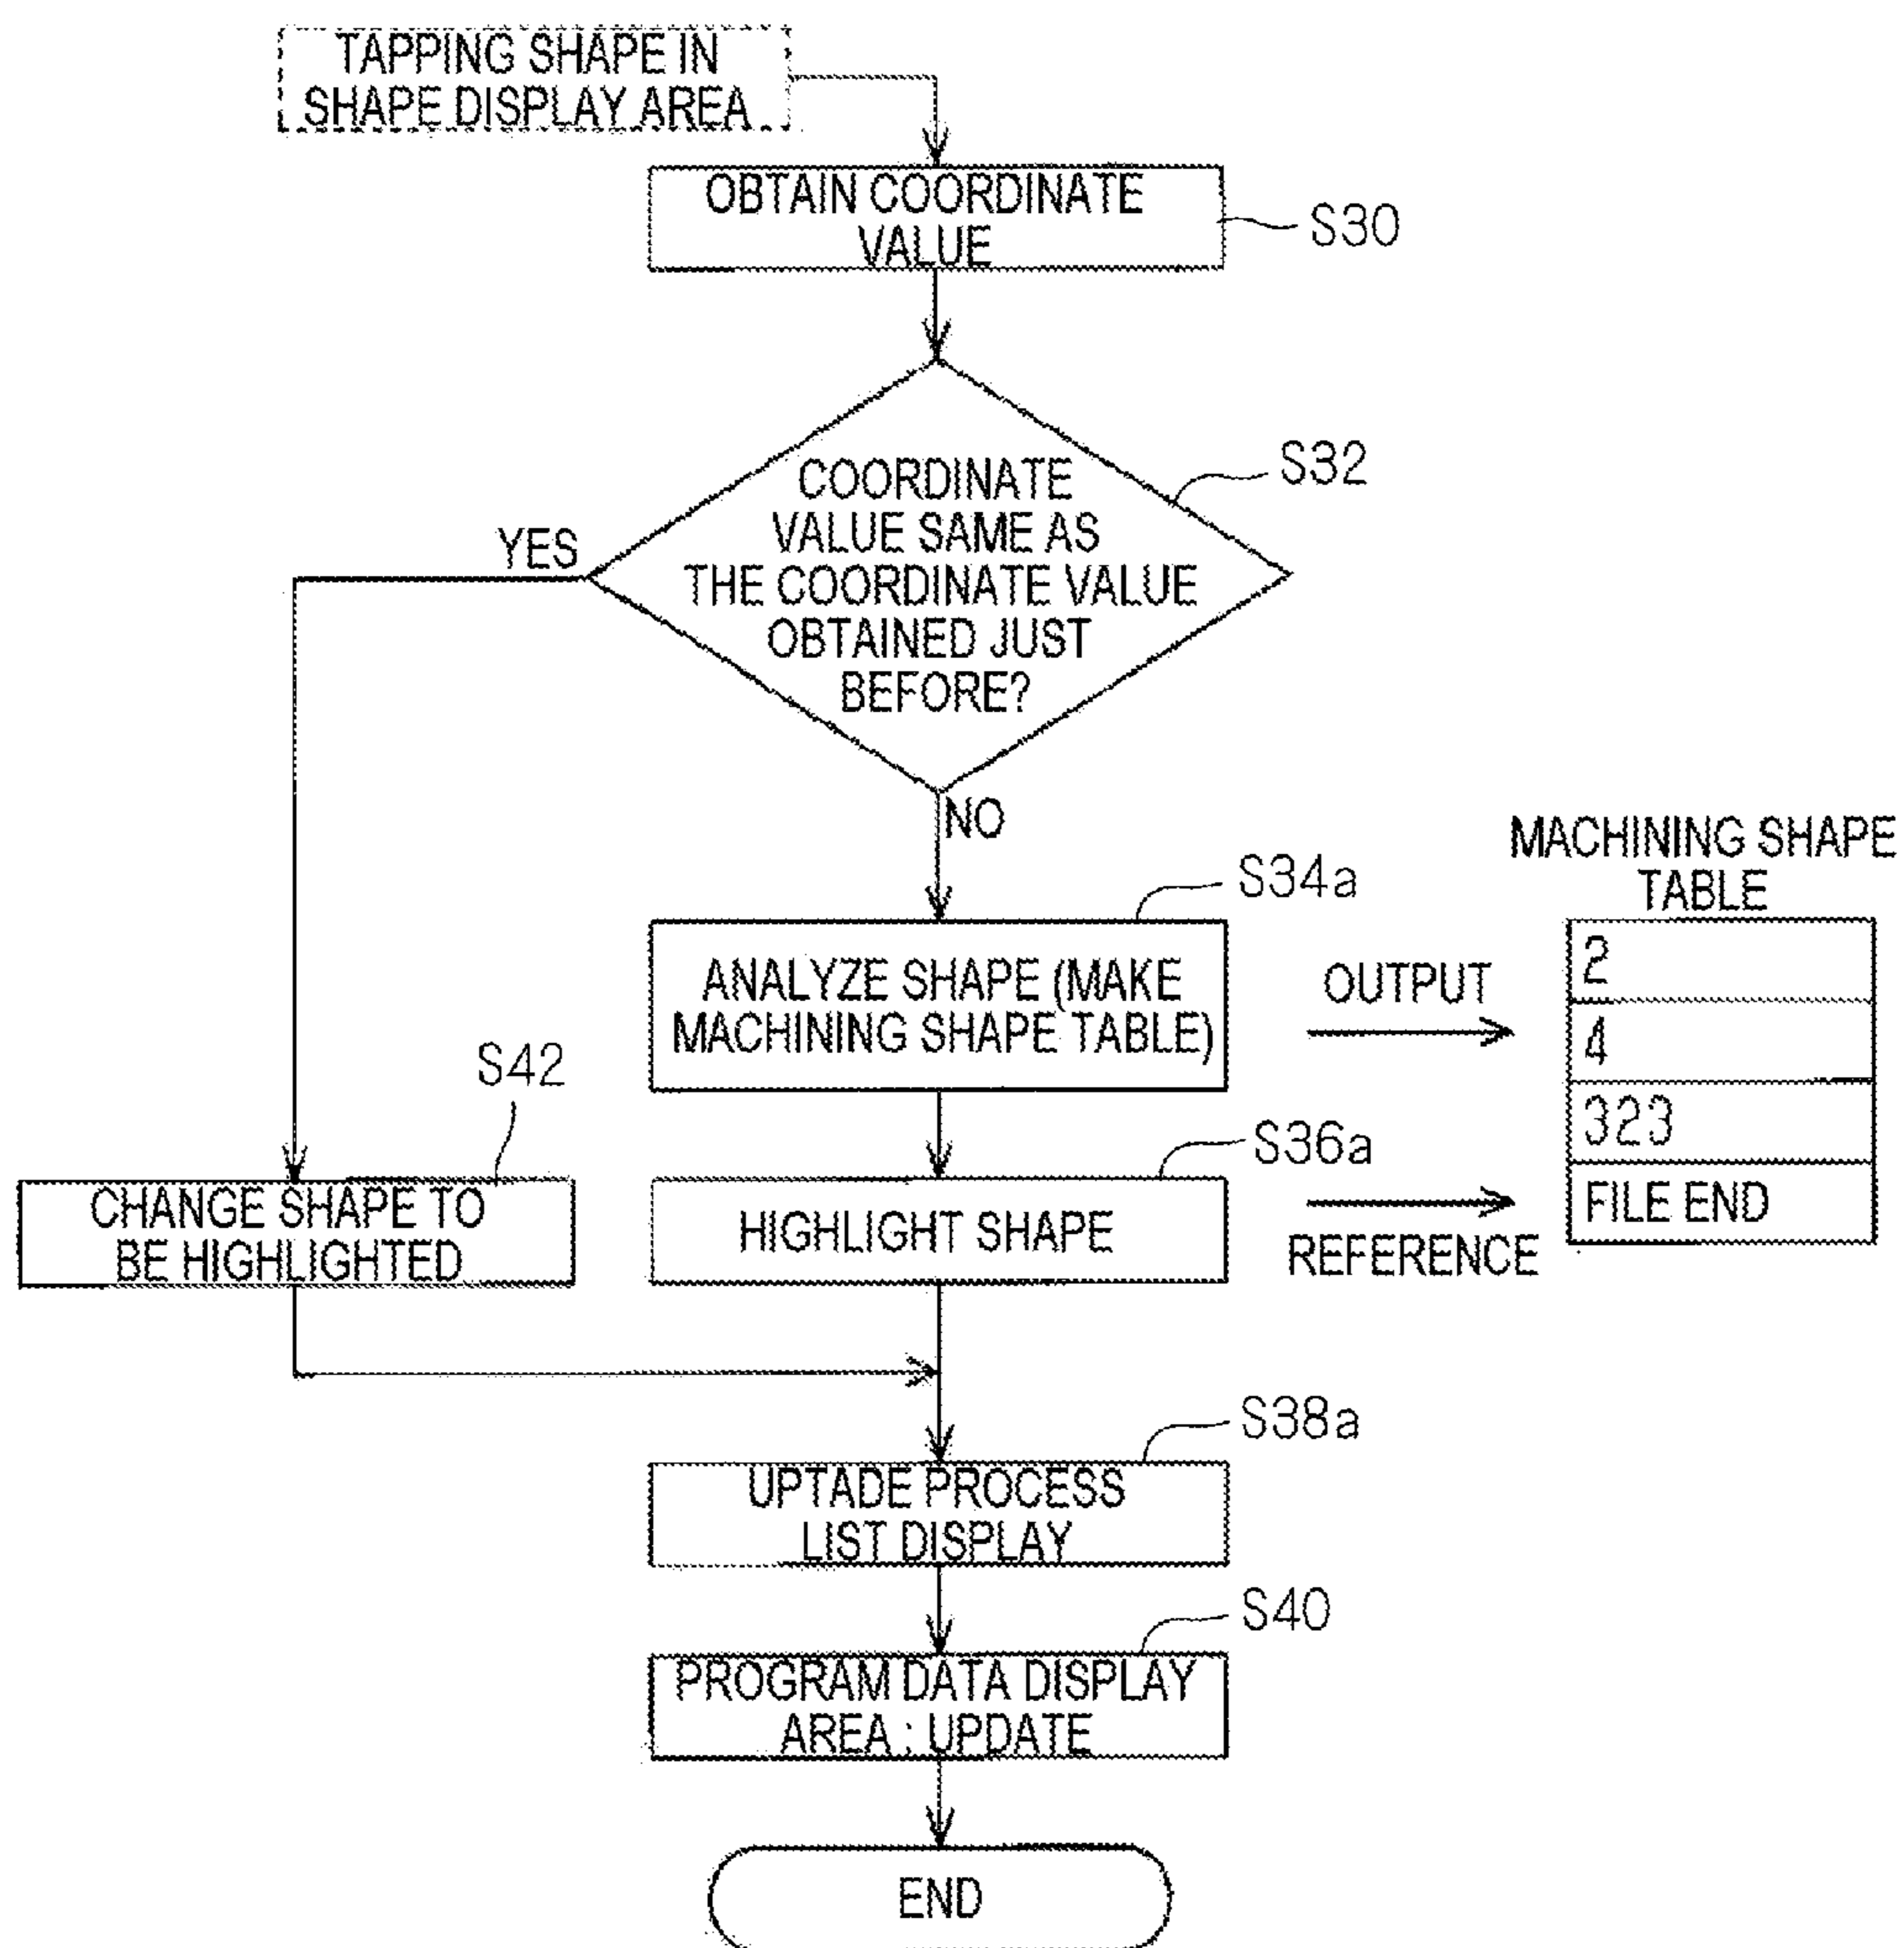 TAPPING SHAPE IN
SHAPE DISPLAY AREA
OBTAIN COORDINATE
VALUE
S30
COORDINATE
VALUE SAME AS
THE COORDINATE VALUE
OBTAINED JUST
BEFORE?
S32
YES
NO
S34a
ANALYZE SHAPE (MAKE
MACHINING SHAPE TABLE)
OUTPUT
MACHINING SHAPE
TABLE
2
4
323
FILE END
S42
CHANGE SHAPE TO
BE HIGHLIGHTED
S36a
HIGHLIGHT SHAPE
REFERENCE
S38a
UPTADE PROCESS
LIST DISPLAY
S40
PROGRAM DATA DISPLAY
AREA : UPDATE
END